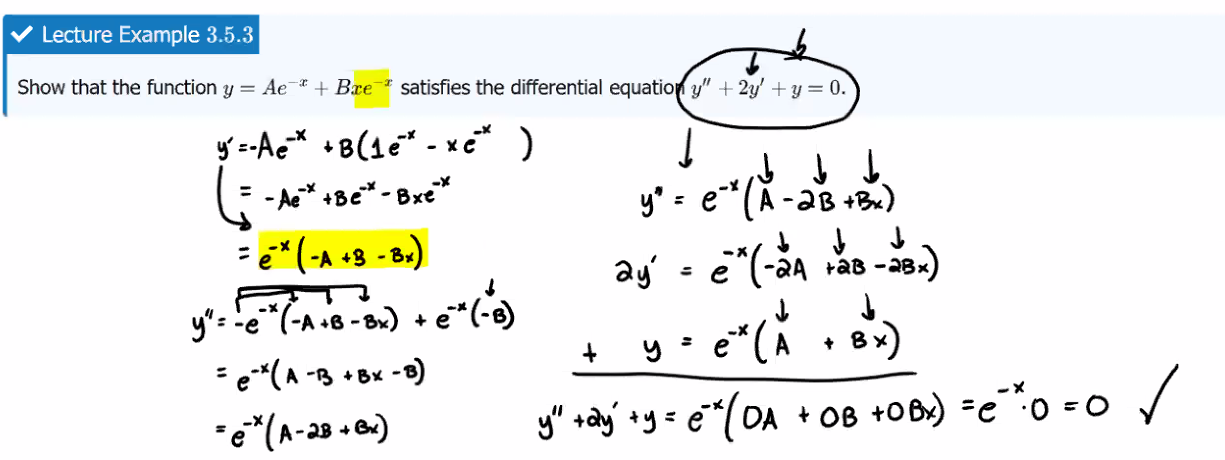 ✓ Lecture Example 3.5.3
Show that the function y = Ae⁻ˣ + Bxe⁻ˣ satisfies the differential equation y″ + 2y′ + y = 0.
y′ = -Ae⁻ˣ + B(1e⁻ˣ - xe⁻ˣ )
= -Ae⁻ˣ + Be⁻ˣ - Bxe⁻ˣ
= e⁻ˣ(-A + B - Bx)
y″ = -e⁻ˣ(-A + B - Bx) + e⁻ˣ(-B)
= e⁻ˣ(A - B + Bx - B)
= e⁻ˣ(A - 2B + Bx)
y″ = e⁻ˣ(A - 2B + Bx)
2y′ = e⁻ˣ(-2A + 2B - 2Bx)
+ y = e⁻ˣ(A + Bx)
y″ + 2y′ + y = e⁻ˣ(0A + 0B + 0Bx) = e⁻ˣ·0 = 0 ✓